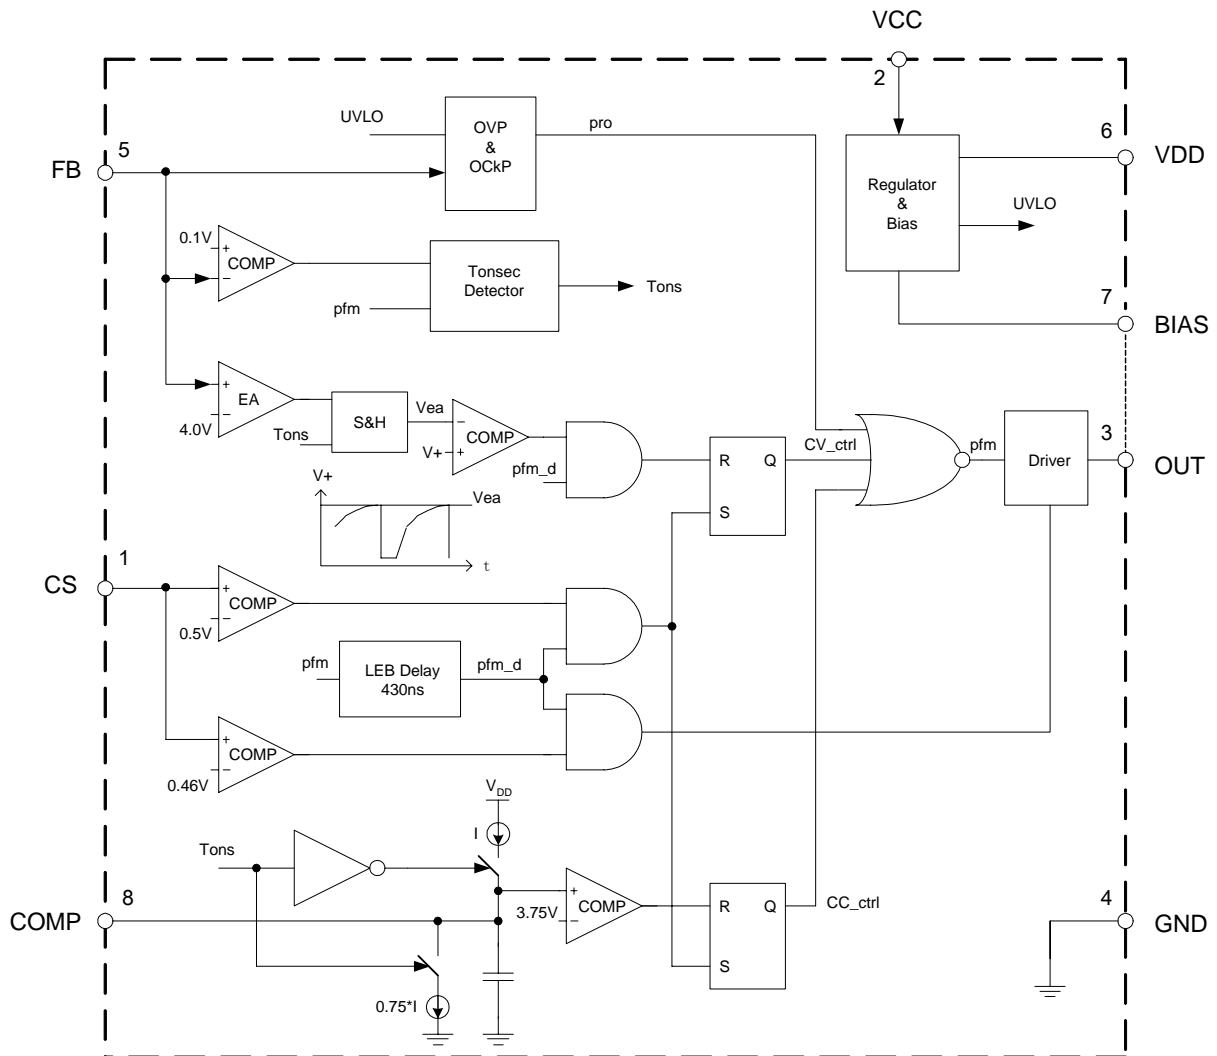 VCC
2
UVLO
OVP
&
OCkP
pro
5
FB
6
VDD
Regulator
&
Bias
UVLO
0.1V
+
COMP
−
Tonsec
Detector
Tons
pfm
7
BIAS
+
EA
−
4.0V
S&H
Tons
Vea
−
COMP
V+
+
pfm_d
R
Q
S
CV_ctrl
pfm
Driver
3
OUT
V+
Vea
t
1
CS
+
COMP
−
0.5V
pfm
LEB Delay
430ns
pfm_d
+
COMP
−
0.46V
VDD
I
Tons
8
COMP
+
COMP
−
3.75V
R
Q
S
CC_ctrl
4
GND
0.75*I